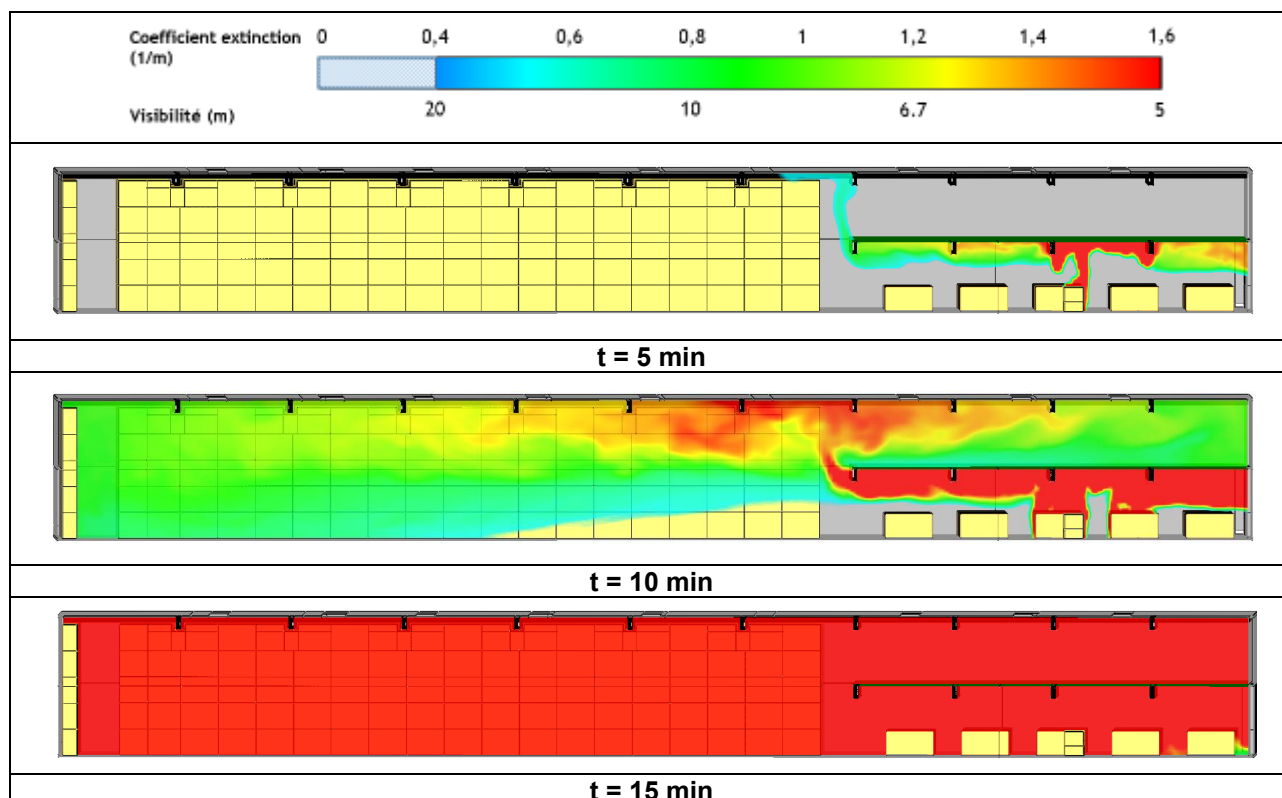 Coefficient extinction 0 0,4 0,6 0,8 1 1,2 1,4 1,6
(1/m)
Visibilité (m) 20 10 6.7 5
t = 5 min
t = 10 min
t = 15 min